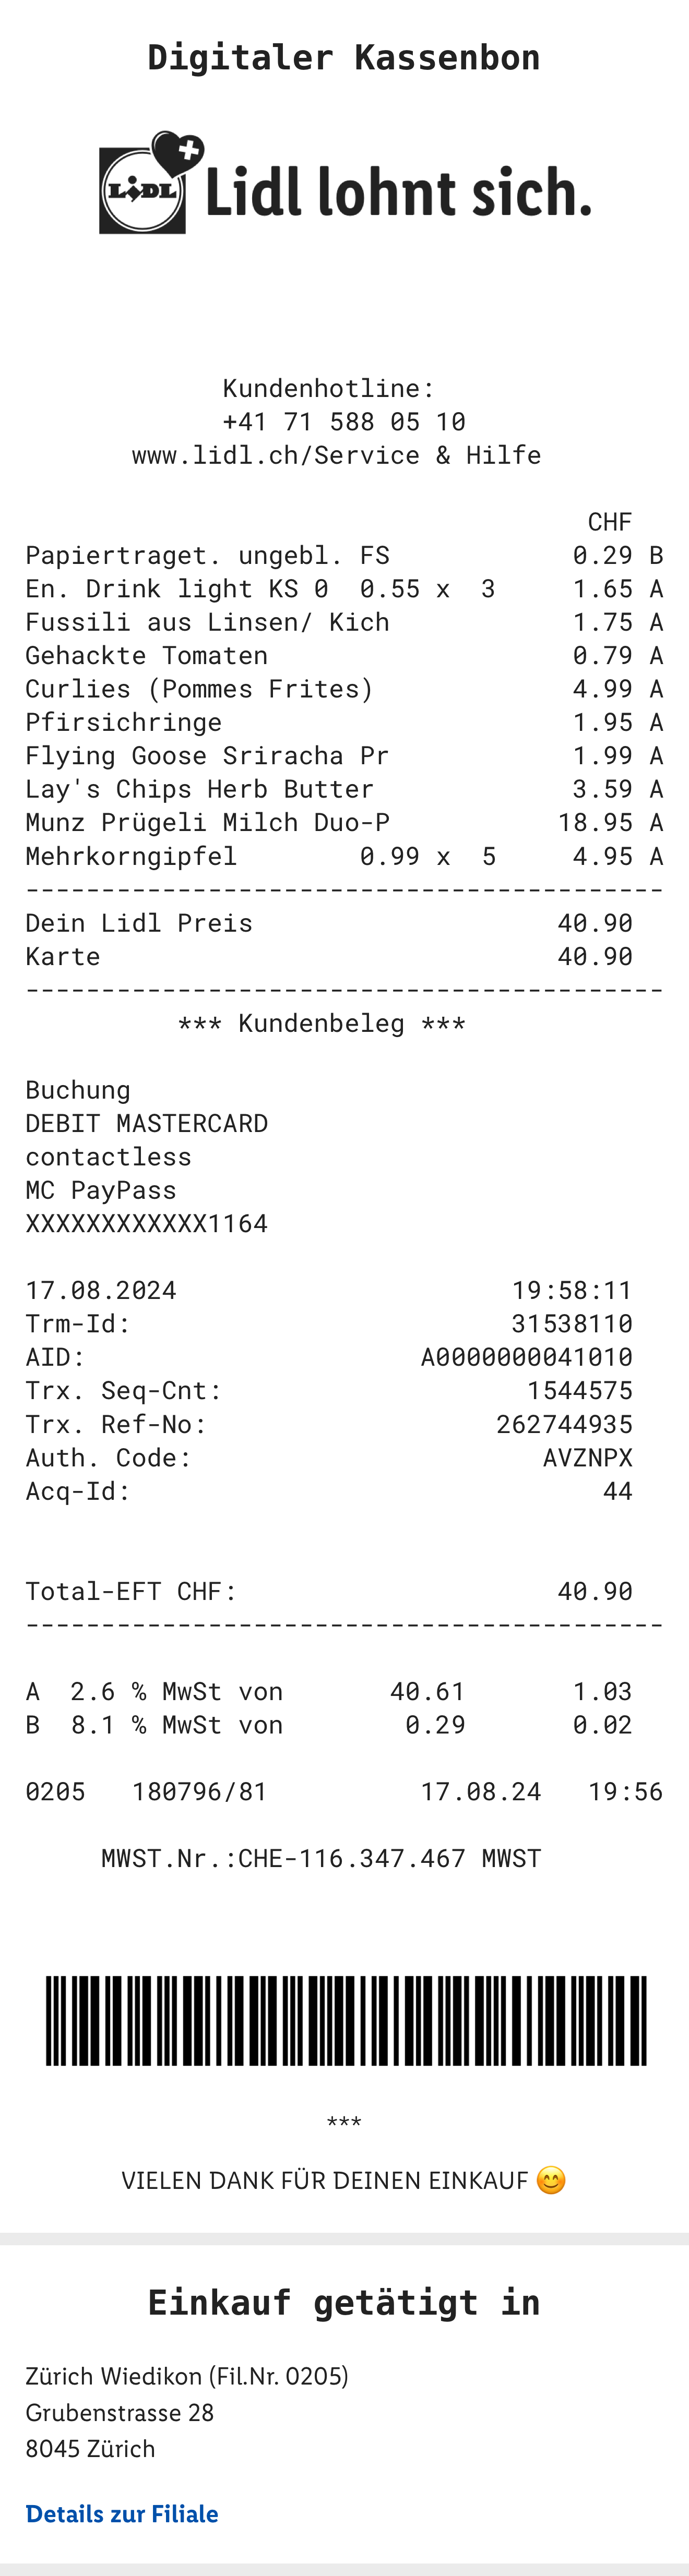 Digitaler Kassenbon
LIDL Lidl lohnt sich.
Kundenhotline:
+41 71 588 05 10
www.lidl.ch/Service & Hilfe
CHF
Papiertraget. ungebl. FS 0.29 B
En. Drink light KS 0 0.55 x 3 1.65 A
Fussili aus Linsen/ Kich 1.75 A
Gehackte Tomaten 0.79 A
Curlies (Pommes Frites) 4.99 A
Pfirsichringe 1.95 A
Flying Goose Sriracha Pr 1.99 A
Lay's Chips Herb Butter 3.59 A
Munz Prügeli Milch Duo-P 18.95 A
Mehrkorngipfel 0.99 x 5 4.95 A
------------------------------------------
Dein Lidl Preis 40.90
Karte 40.90
------------------------------------------
*** Kundenbeleg ***
Buchung
DEBIT MASTERCARD
contactless
MC PayPass
XXXXXXXXXXXX1164
17.08.2024 19:58:11
Trm-Id: 31538110
AID: A0000000041010
Trx. Seq-Cnt: 1544575
Trx. Ref-No: 262744935
Auth. Code: AVZNPX
Acq-Id: 44
Total-EFT CHF: 40.90
------------------------------------------
A 2.6 % MwSt von 40.61 1.03
B 8.1 % MwSt von 0.29 0.02
0205 180796/81 17.08.24 19:56
MWST.Nr.:CHE-116.347.467 MWST
***
VIELEN DANK FÜR DEINEN EINKAUF 😊
Einkauf getätigt in
Zürich Wiedikon (Fil.Nr. 0205)
Grubenstrasse 28
8045 Zürich
Details zur Filiale